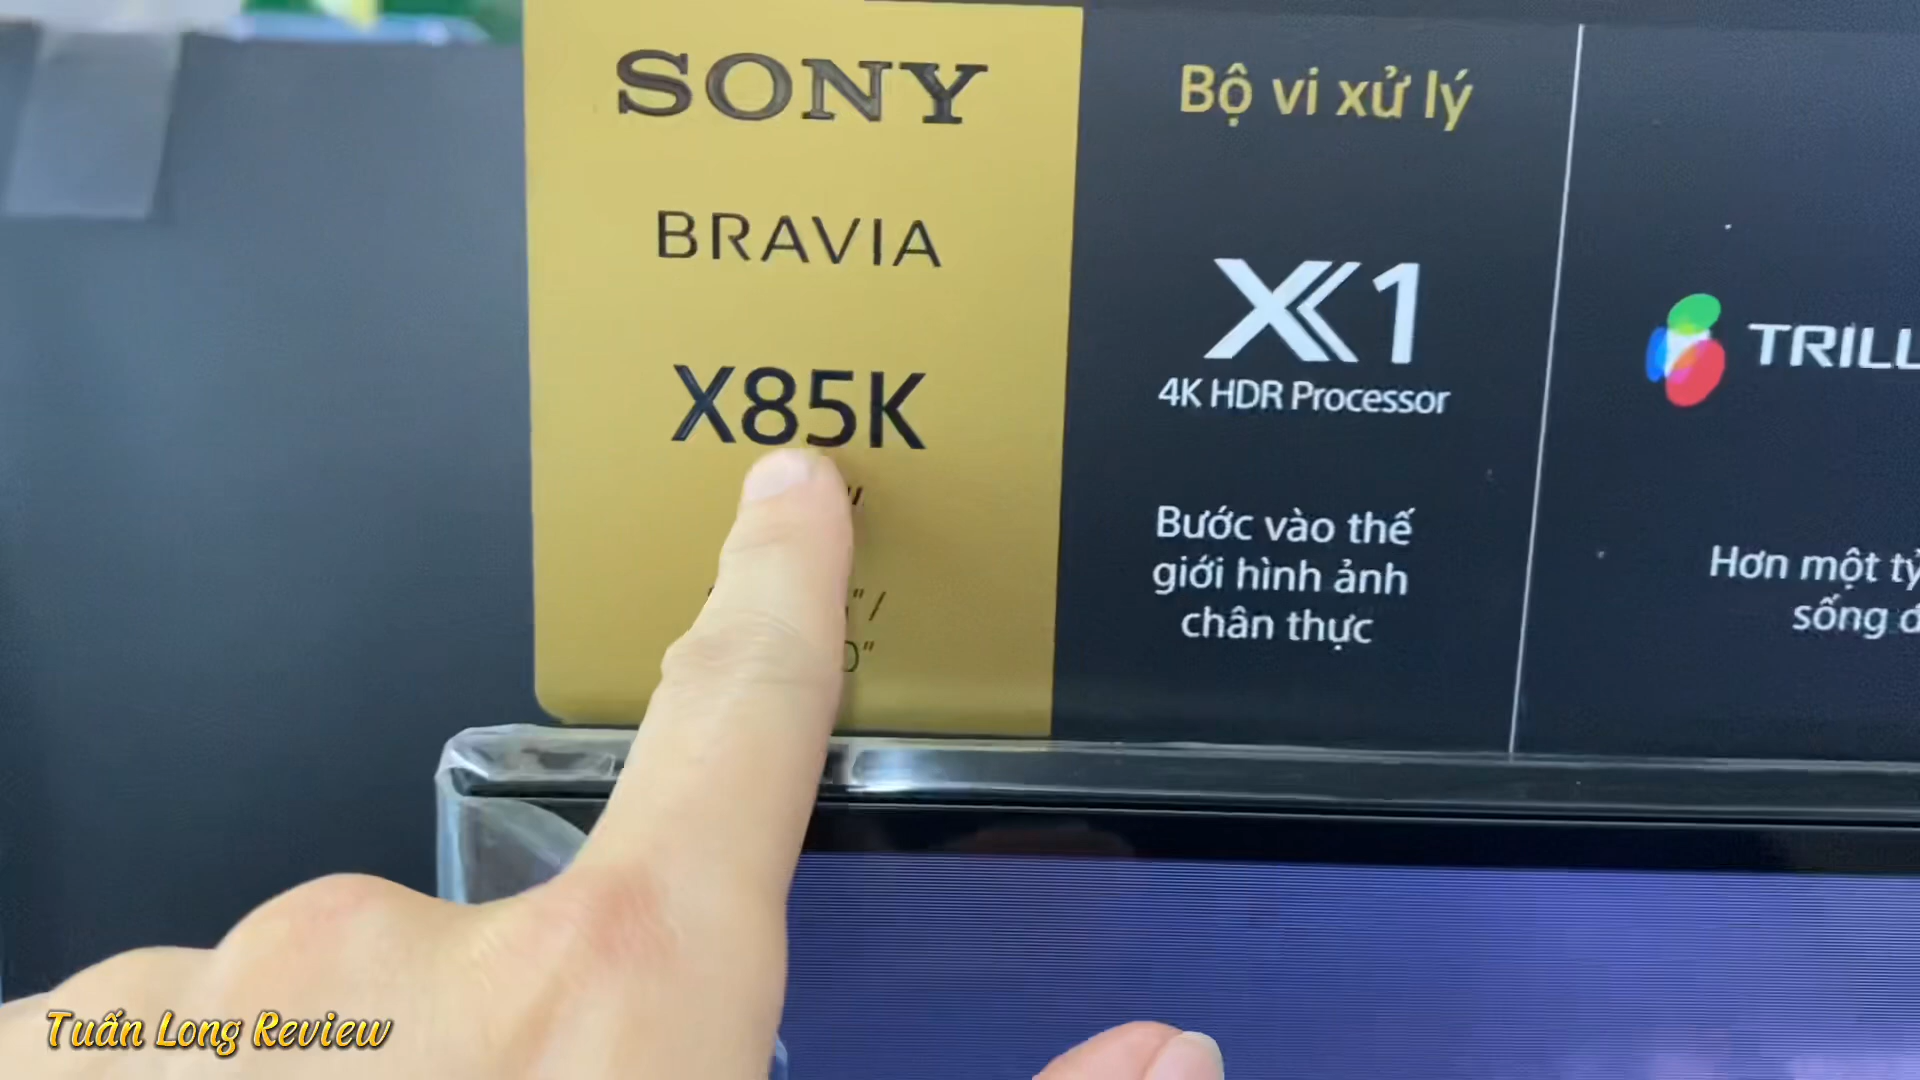 SONY
BRAVIA
X85K
Bộ vi xử lý
X1
4K HDR Processor
Bước vào thế
giới hình ảnh
chân thực
Hơn một tỷ
sống
Tuấn Long Review